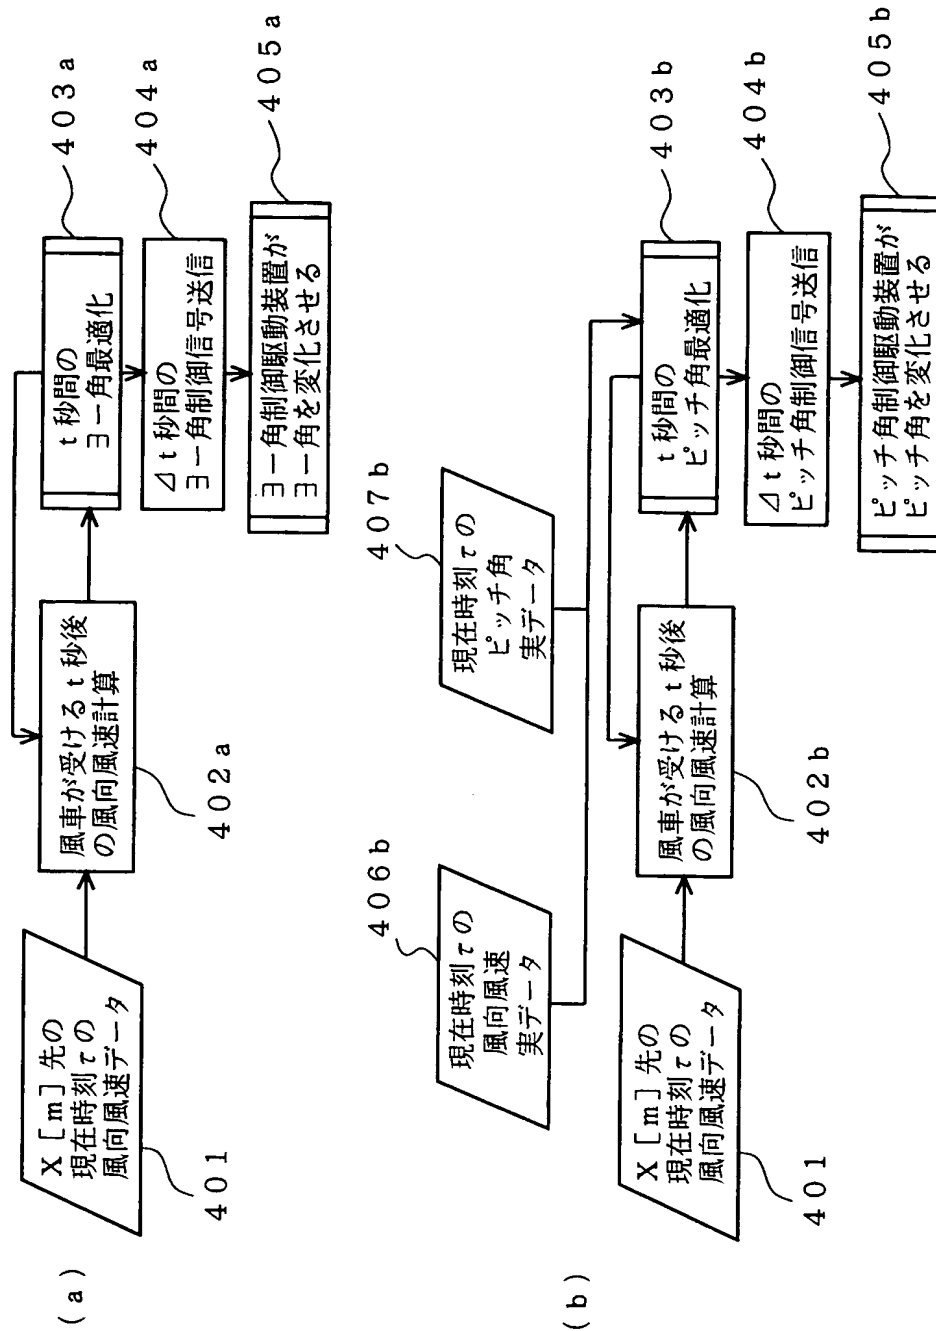 (a)
X[m]先の
現在時刻τの
風向風速データ
401
風車が受けるt秒後
の風向風速計算
402a
t秒間の
ヨー角最適化
403a
Δt秒間の
ヨー角制御信号送信
404a
ヨー角制御駆動装置が
ヨー角を変化させる
405a
(b)
現在時刻τの
風向風速
実データ
406b
現在時刻τの
ピッチ角
実データ
407b
X[m]先の
現在時刻τの
風向風速データ
401
風車が受けるt秒後
の風向風速計算
402b
t秒間の
ピッチ角最適化
403b
Δt秒間の
ピッチ角制御信号送信
404b
ピッチ角制御駆動装置が
ピッチ角を変化させる
405b